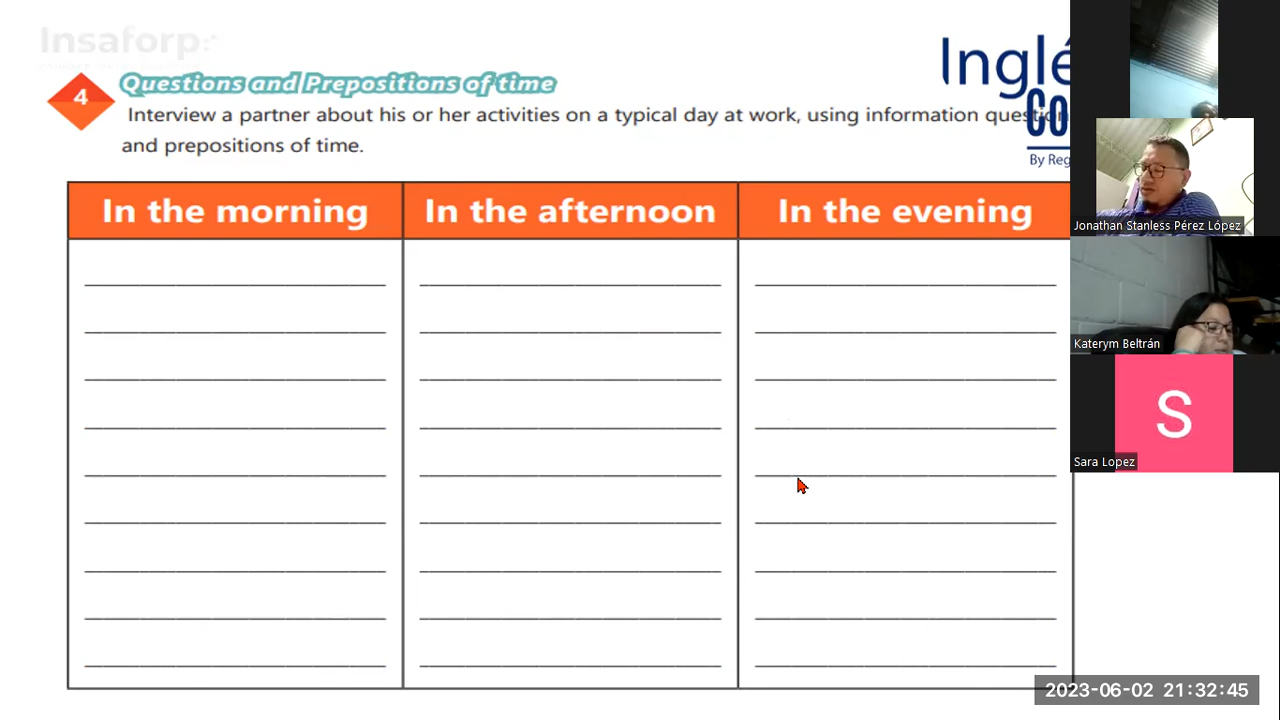 Insaforp
4
Questions and Prepositions of time
Interview a partner about his or her activities on a typical day at work, using information
and prepositions of time.
Inglé
CO
By Reg
In the morning
In the afternoon
In the evening
Jonathan Stanless Pérez López
Katerym Beltrán
S
Sara Lopez
2023-06-02 21:32:45